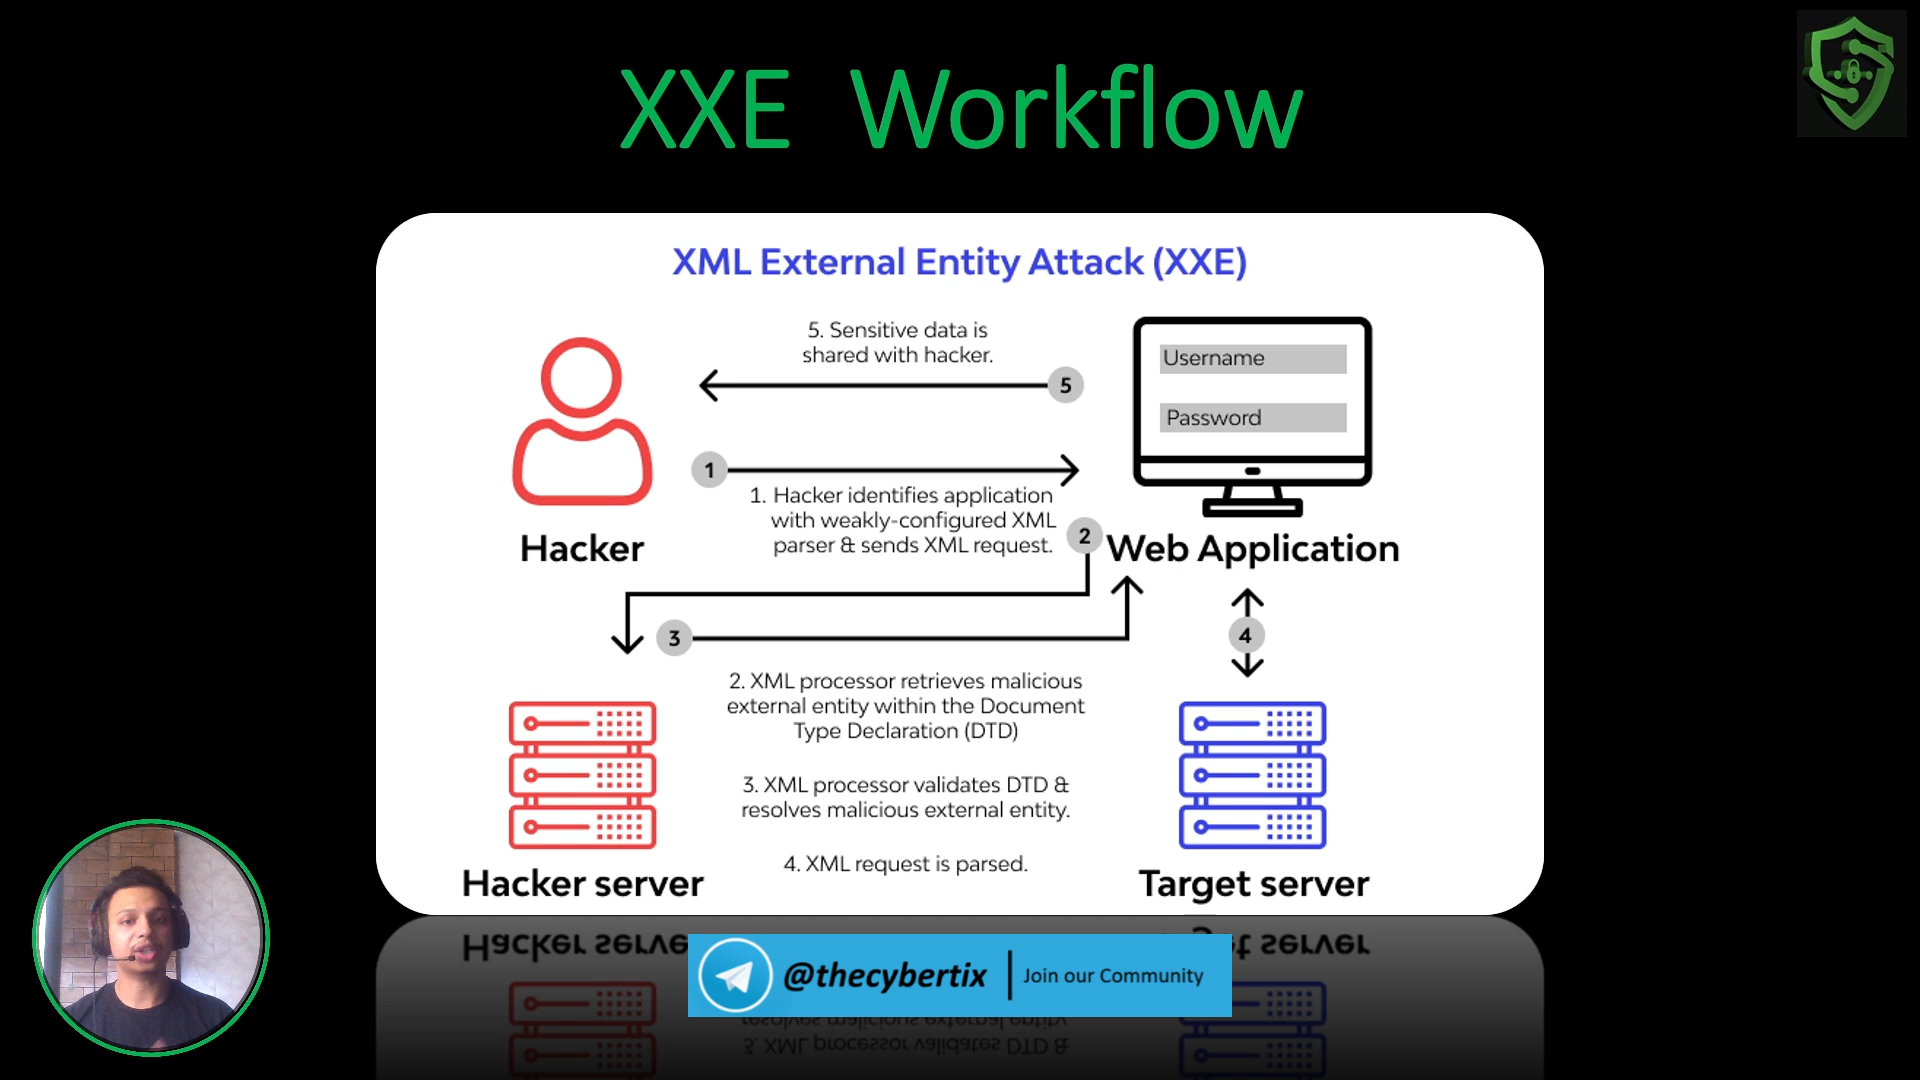 XXE Workflow
XML External Entity Attack (XXE)
5. Sensitive data is
shared with hacker.
5
Username
Password
1
1. Hacker identifies application
with weakly-configured XML
parser & sends XML request.
2
Hacker
Web Application
3
4
2. XML processor retrieves malicious
external entity within the Document
Type Declaration (DTD)
3. XML processor validates DTD &
resolves malicious external entity.
4. XML request is parsed.
Hacker server
Target server
@thecybertix
Join our Community